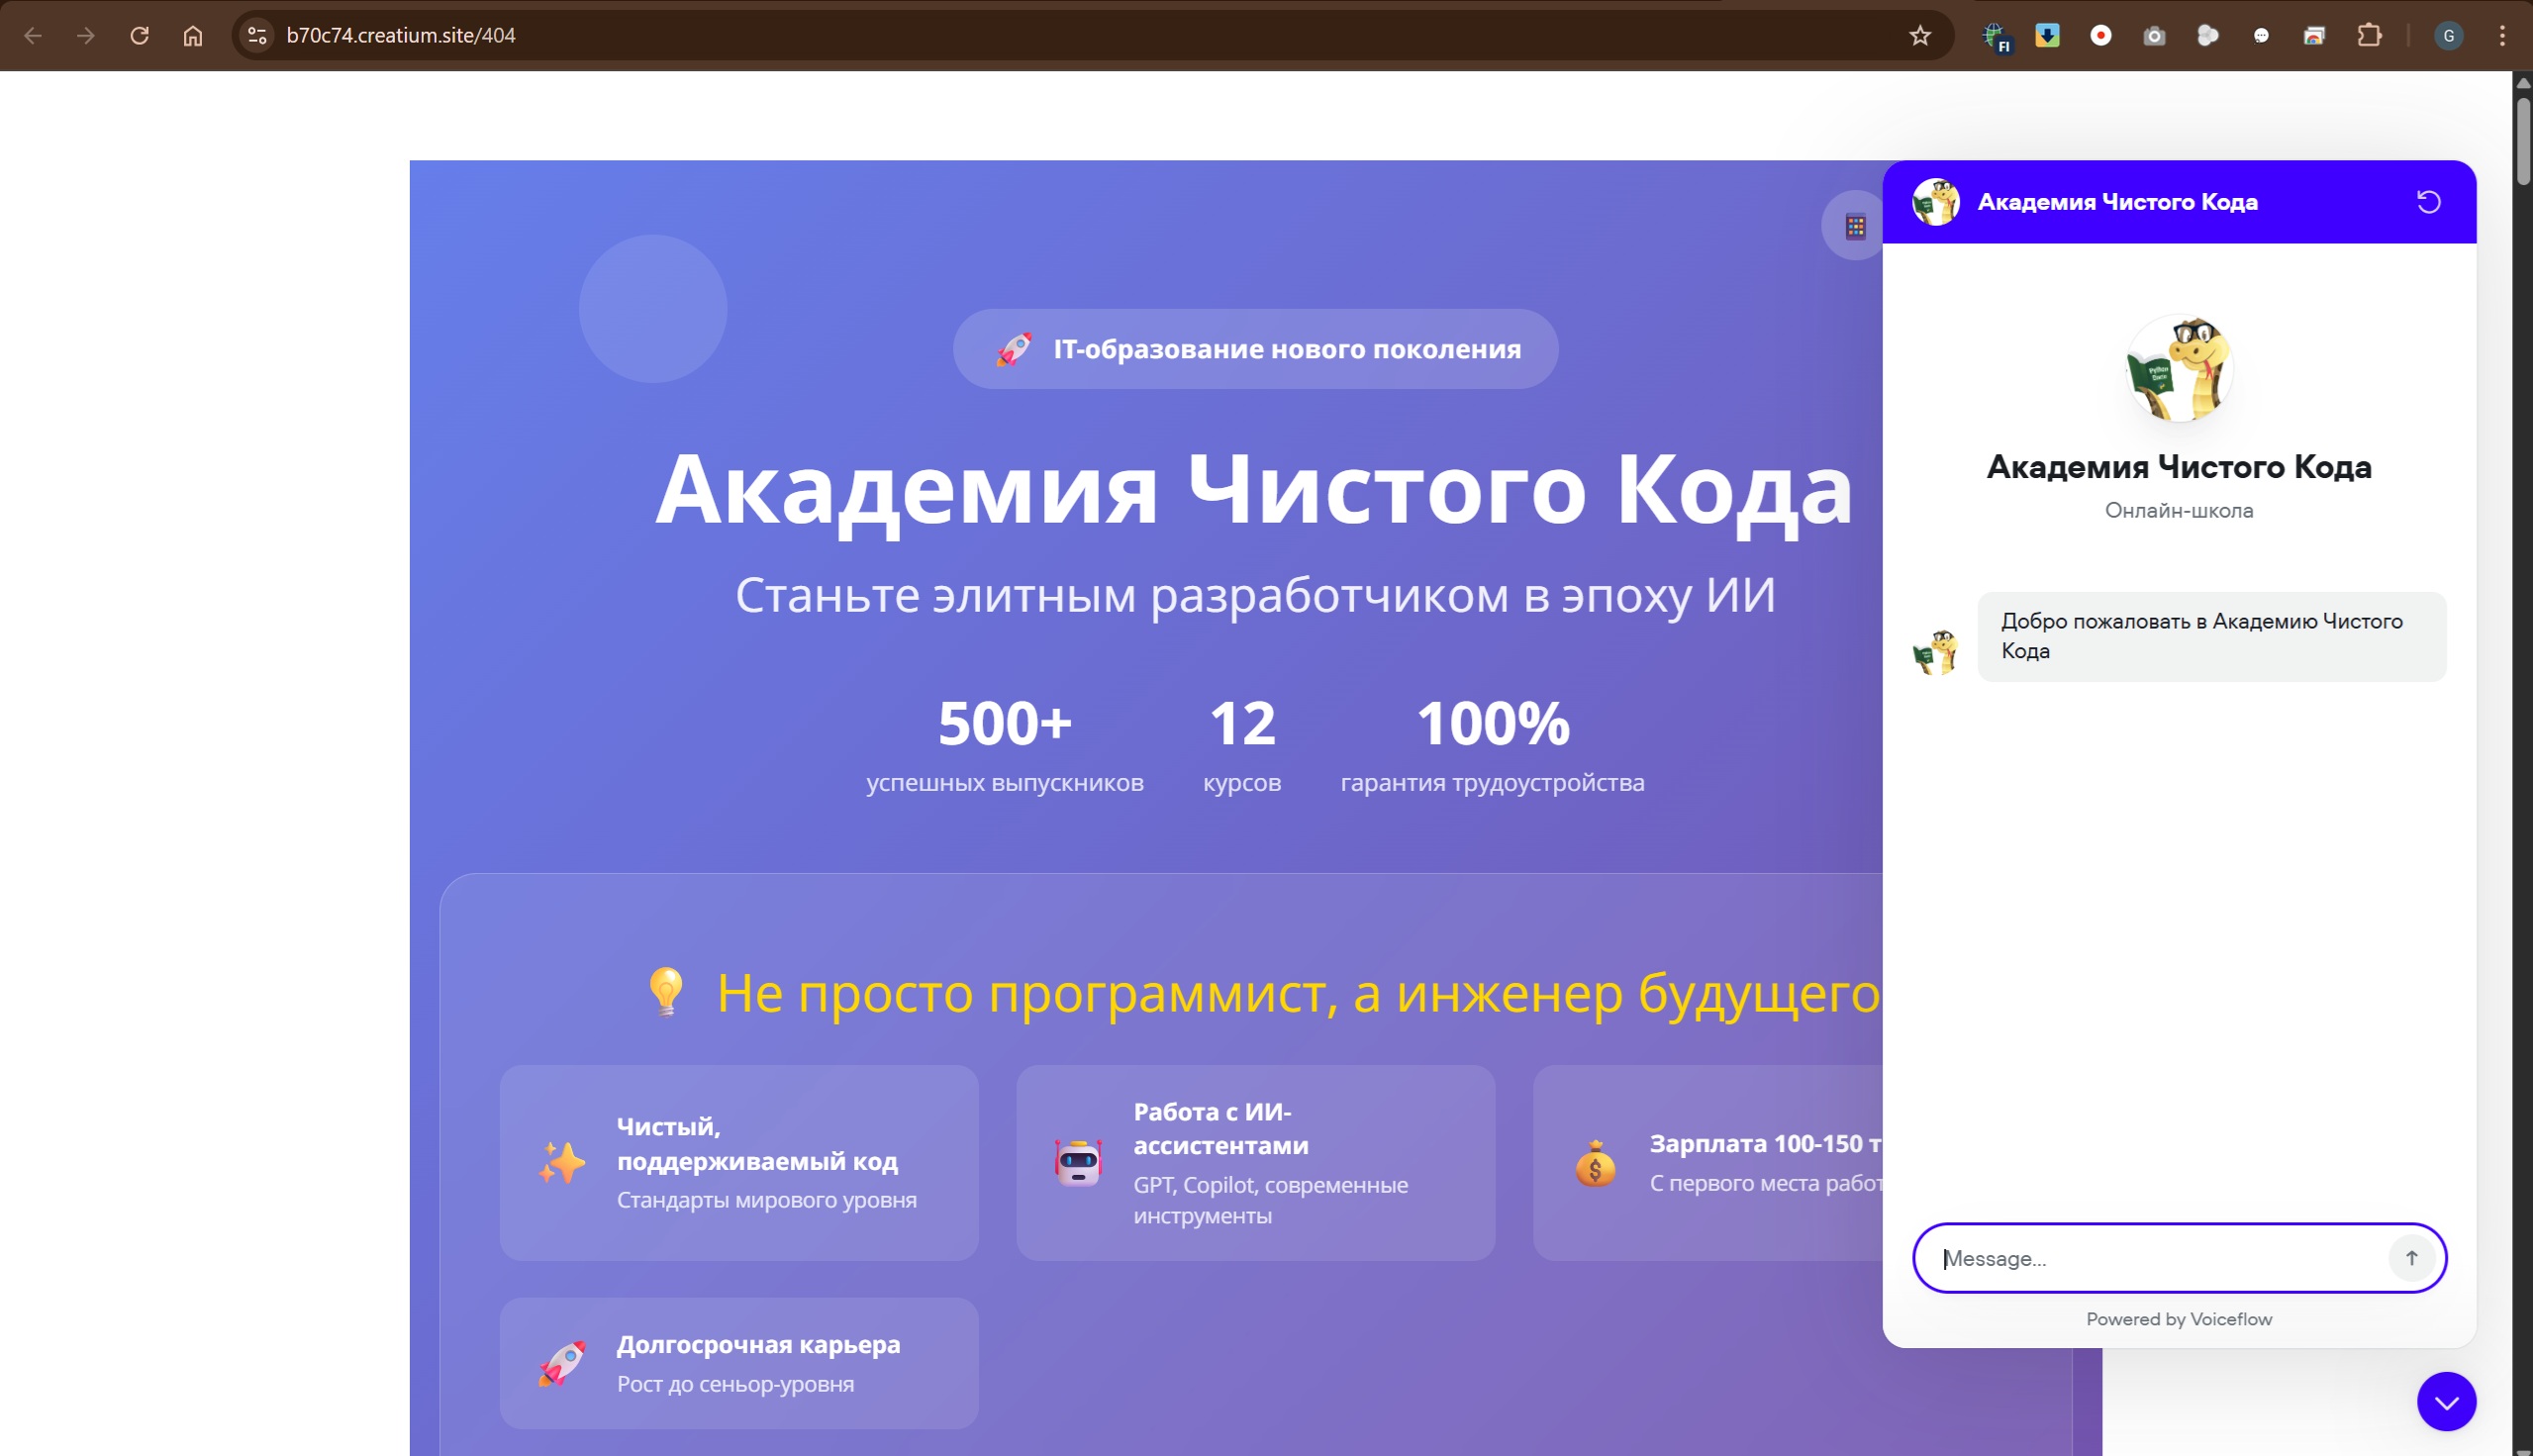 b70c74.creatium.site/404
FI
G
IT-образование нового поколения
Академия Чистого Кода
Станьте элитным разработчиком в эпоху ИИ
500+
успешных выпускников
12
курсов
100%
гарантия трудоустройства
Не просто программист, а инженер будущего
Чистый,
поддерживаемый код
Стандарты мирового уровня
Работа с ИИ-
ассистентами
GPT, Copilot, современные
инструменты
Зарплата 100-150 т
С первого места работ
Долгосрочная карьера
Рост до сеньор-уровня
Академия Чистого Кода
Академия Чистого Кода
Онлайн-школа
Добро пожаловать в Академию Чистого
Кода
Message...
Powered by Voiceflow